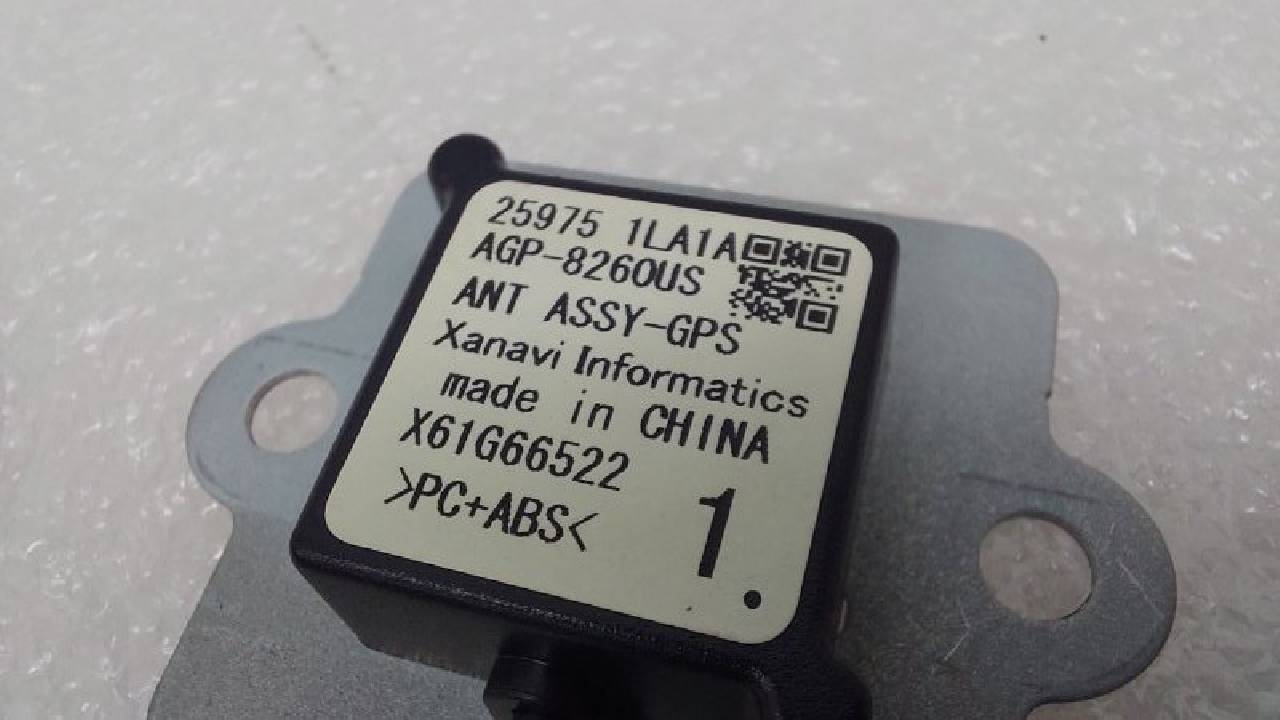 25975 1LA1A
AGP-8260US
ANT ASSY-GPS
Xanavi Informatics
made in CHINA
X61G66522
>PC+ABS<
1